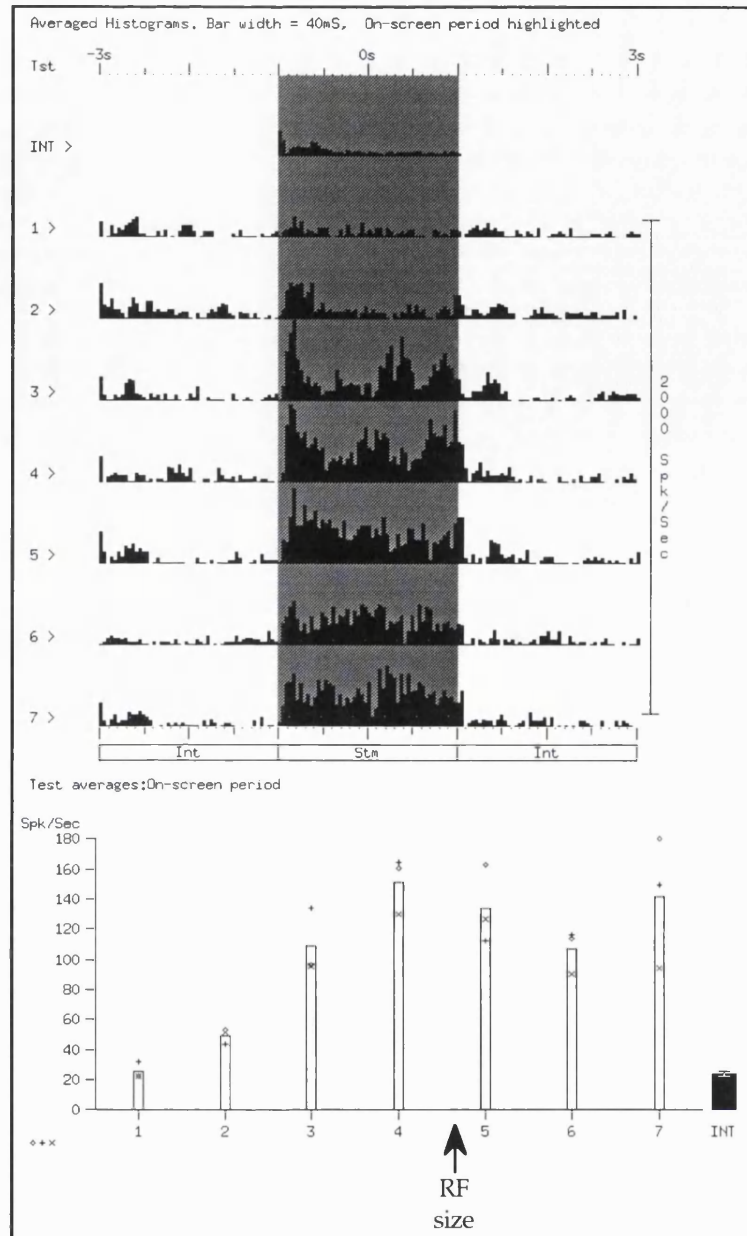 Averaged Histograms. Bar width = 40mS, On-screen period highlighted
Tst -3s 0s 3s
INT >
1 >
2 >
3 >
4 >
5 >
6 >
7 >
2000 Spk/Sec
Int Stm Int
Test averages:On-screen period
Spk/Sec
180
160
140
120
100
80
60
40
20
0
1 2 3 4 5 6 7 INT
◇+×
RF
size